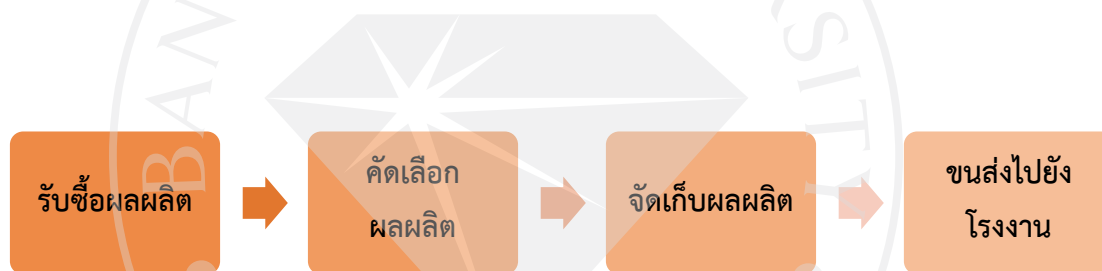 รับซื้อผลผลิต
คัดเลือก
ผลผลิต
จัดเก็บผลผลิต
ขนส่งไปยัง
โรงงาน